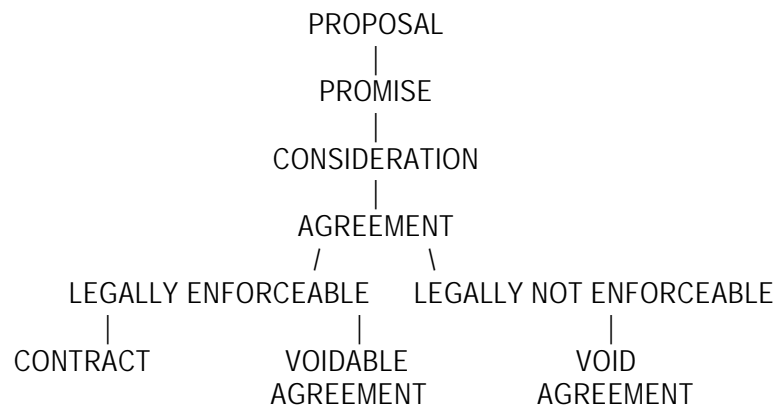 PROPOSAL
|
PROMISE
|
CONSIDERATION
|
AGREEMENT
/ \
LEGALLY ENFORCEABLE LEGALLY NOT ENFORCEABLE
| | |
CONTRACT VOIDABLE VOID
AGREEMENT AGREEMENT